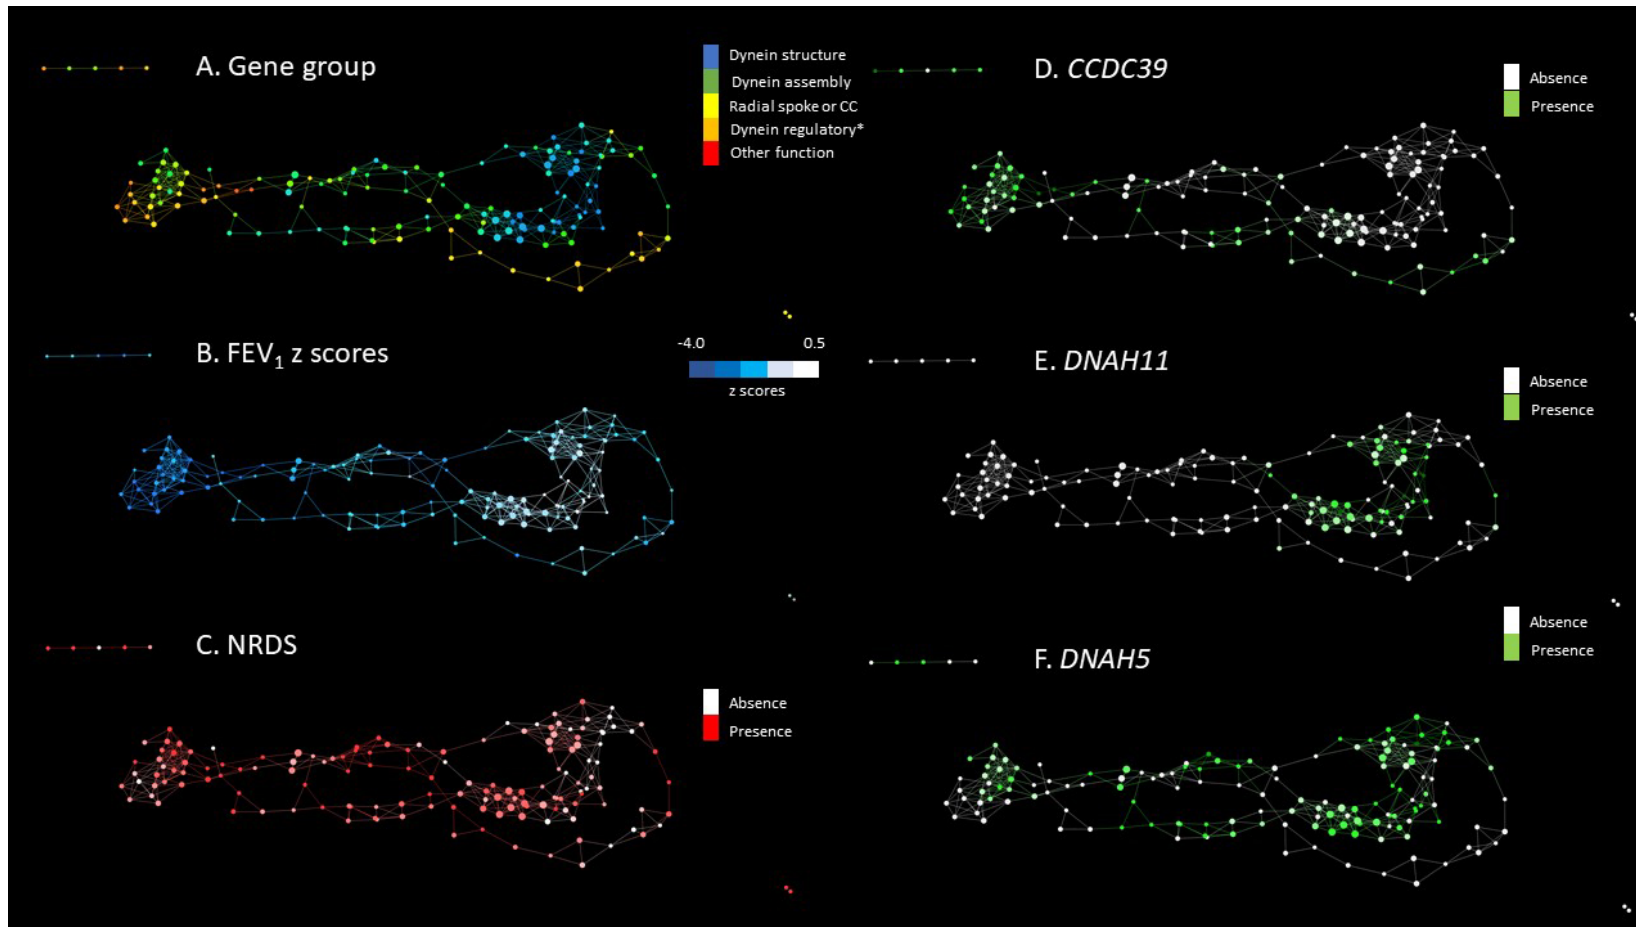 A. Gene group
Dynein structure
Dynein assembly
Radial spoke or CC
Dynein regulatory*
Other function
B. FEV1 z scores
-4.0 0.5
z scores
C. NRDS
Absence
Presence
D. CCDC39
Absence
Presence
E. DNAH11
Absence
Presence
F. DNAH5
Absence
Presence